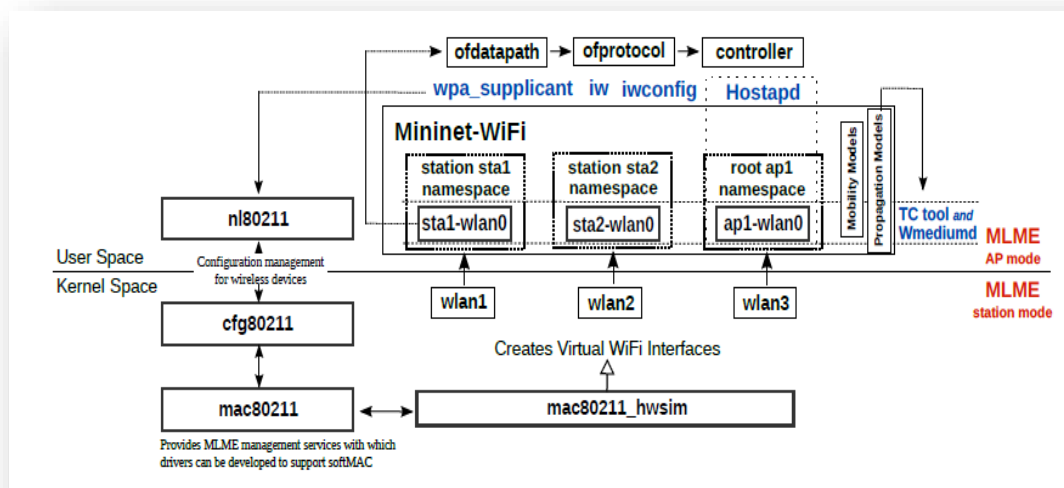 ofdatapath
ofprotocol
controller
wpa_supplicant iw iwconfig Hostapd
Mininet-WiFi
station sta1
namespace
sta1-wlan0
station sta2
namespace
sta2-wlan0
root ap1
namespace
ap1-wlan0
Mobility Models
Propagation Models
TC tool and
Wmediumd
MLME
AP mode
nl80211
User Space
Configuration management
for wireless devices
Kernel Space
MLME
station mode
wlan1
wlan2
wlan3
cfg80211
Creates Virtual WiFi Interfaces
mac80211
mac80211_hwsim
Provides MLME management services with which
drivers can be developed to support softMAC